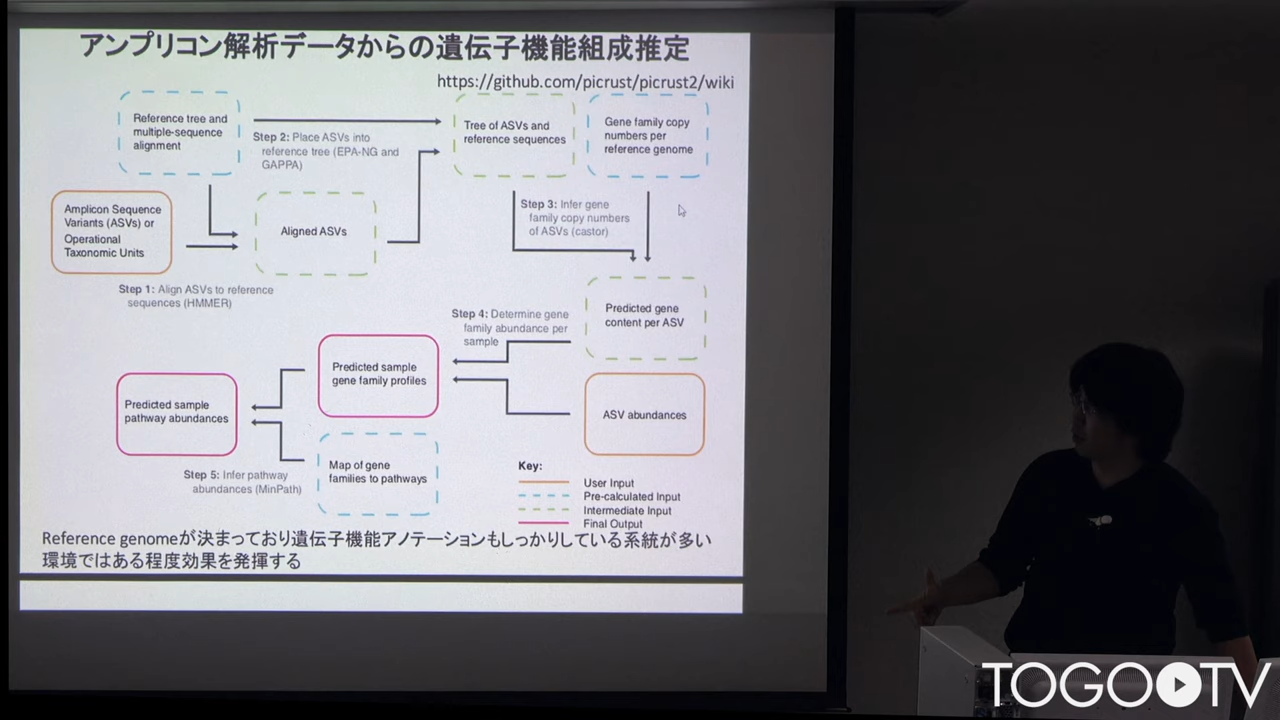 アンプリコン解析データからの遺伝子機能組成推定
https://github.com/picrust/picrust2/wiki
Reference tree and
multiple-sequence
alignment
Step 2: Place ASVs into
reference tree (EPA-NG and
GAPPA)
Tree of ASVs and
reference sequences
Gene family copy
numbers per
reference genome
Amplicon Sequence
Variants (ASVs) or
Operational
Taxonomic Units
Aligned ASVs
Step 3: Infer gene
family copy numbers
of ASVs (castor)
Step 1: Align ASVs to reference
sequences (HMMER)
Predicted gene
content per ASV
Step 4: Determine gene
family abundance per
sample
Predicted sample
gene family profiles
Predicted sample
pathway abundances
ASV abundances
Map of gene
families to pathways
Step 5: Infer pathway
abundances (MinPath)
Key:
User Input
Pre-calculated Input
Intermediate Input
Final Output
Reference genomeが決まっており遺伝子機能アノテーションもしっかりしている系統が多い
環境ではある程度効果を発揮する
TOGO TV